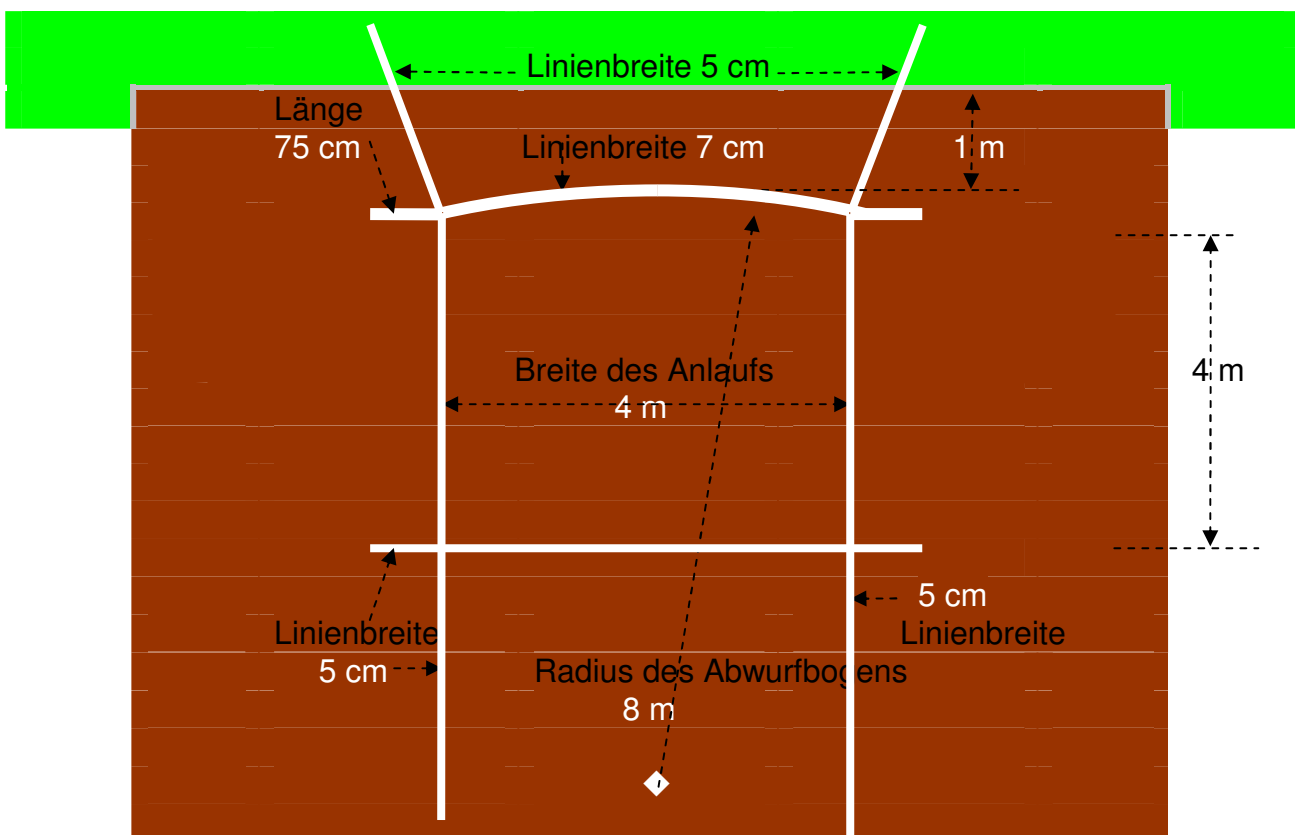 Linienbreite 5 cm
Länge
75 cm
Linienbreite 7 cm
1 m
Breite des Anlaufs
4 m
4 m
5 cm
Linienbreite
Linienbreite
5 cm
Radius des Abwurfbogens
8 m